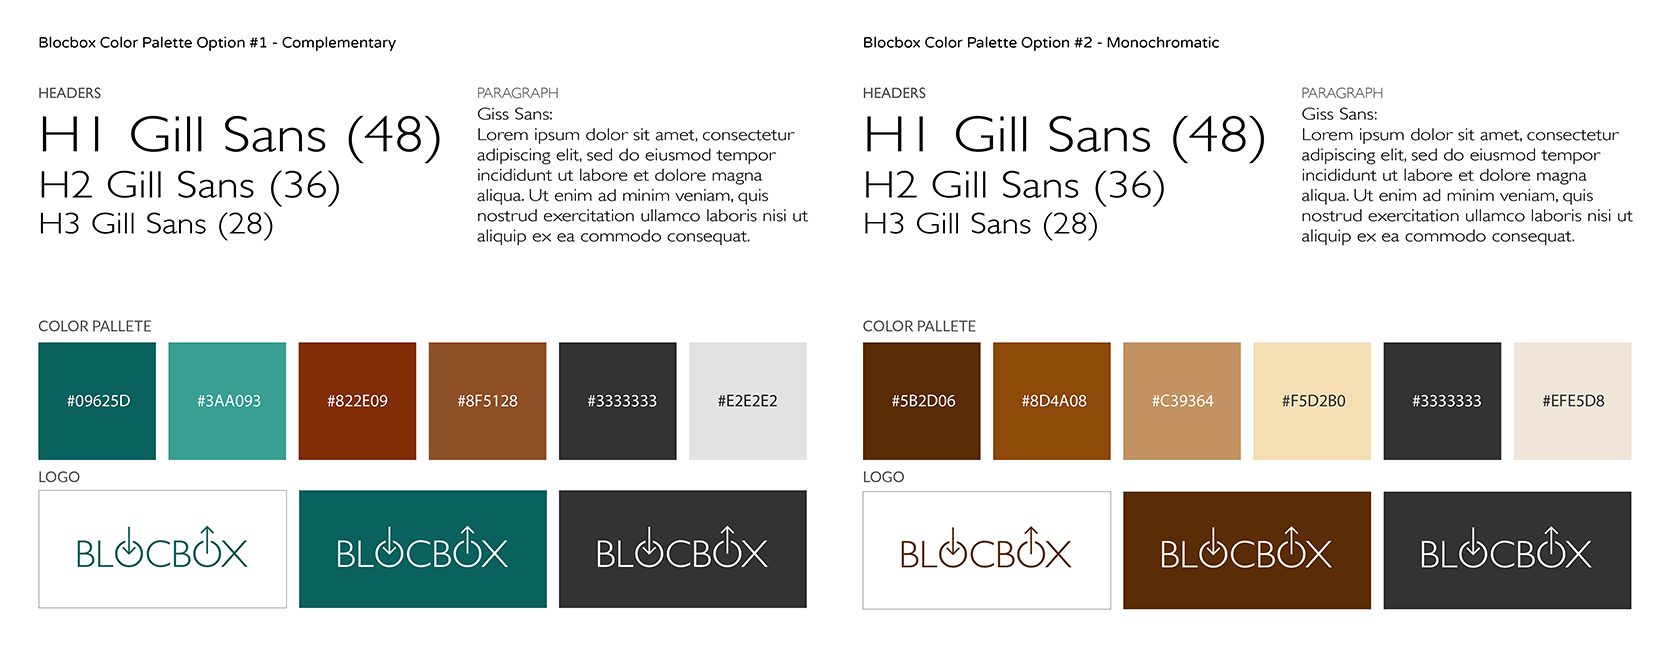 Blocbox Color Palette Option #1 - Complementary
HEADERS
H1 Gill Sans (48)
H2 Gill Sans (36)
H3 Gill Sans (28)
PARAGRAPH
Giss Sans:
Lorem ipsum dolor sit amet, consectetur
adipiscing elit, sed do eiusmod tempor
incididunt ut labore et dolore magna
aliqua. Ut enim ad minim veniam, quis
nostrud exercitation ullamco laboris nisi ut
aliquip ex ea commodo consequat.
COLOR PALLETE
#09625D
#3AA093
#822E09
#8F5128
#3333333
#E2E2E2
LOGO
BLOCBOX
BLOCBOX
BLOCBOX
Blocbox Color Palette Option #2 - Monochromatic
HEADERS
H1 Gill Sans (48)
H2 Gill Sans (36)
H3 Gill Sans (28)
PARAGRAPH
Giss Sans:
Lorem ipsum dolor sit amet, consectetur
adipiscing elit, sed do eiusmod tempor
incididunt ut labore et dolore magna
aliqua. Ut enim ad minim veniam, quis
nostrud exercitation ullamco laboris nisi ut
aliquip ex ea commodo consequat.
COLOR PALLETE
#5B2D06
#8D4A08
#C39364
#F5D2B0
#3333333
#EFE5D8
LOGO
BLOCBOX
BLOCBOX
BLOCBOX